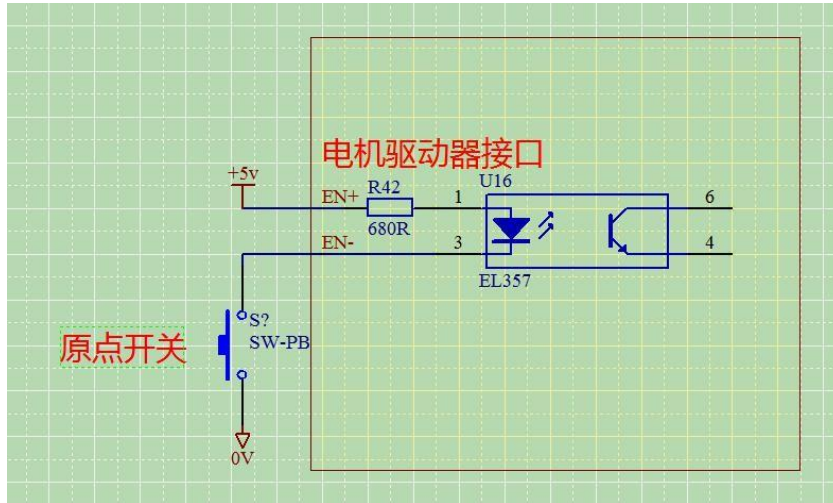 电机驱动器接口
+5v
EN+
R42
680R
1
U16
6
EN-
3
4
EL357
原点开关
S?
SW-PB
0V